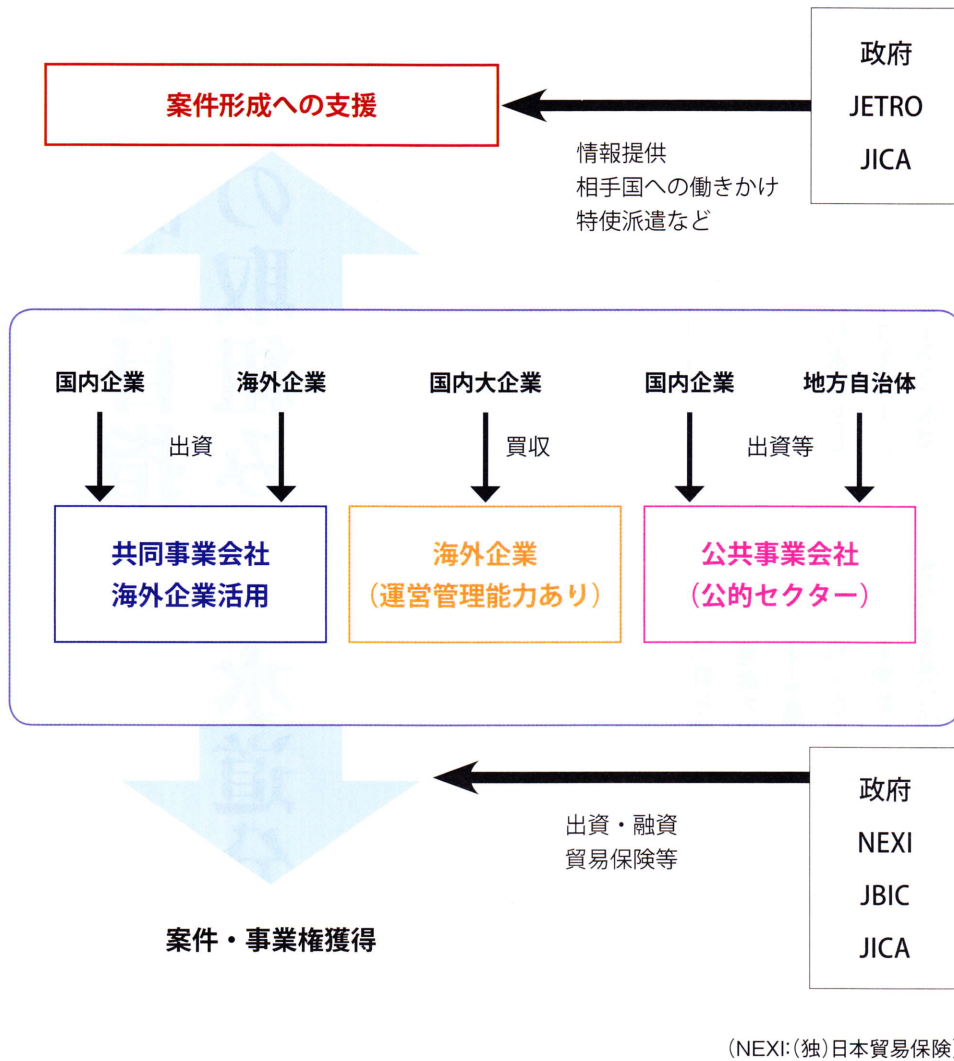 政府
JETRO
JICA
案件形成への支援
情報提供
相手国への働きかけ
特使派遣など
国内企業
海外企業
国内大企業
国内企業
地方自治体
出資
買収
出資等
共同事業会社
海外企業活用
海外企業
(運営管理能力あり)
公共事業会社
(公的セクター)
政府
NEXI
JBIC
JICA
出資・融資
貿易保険等
案件・事業権獲得
(NEXI:(独)日本貿易保険)